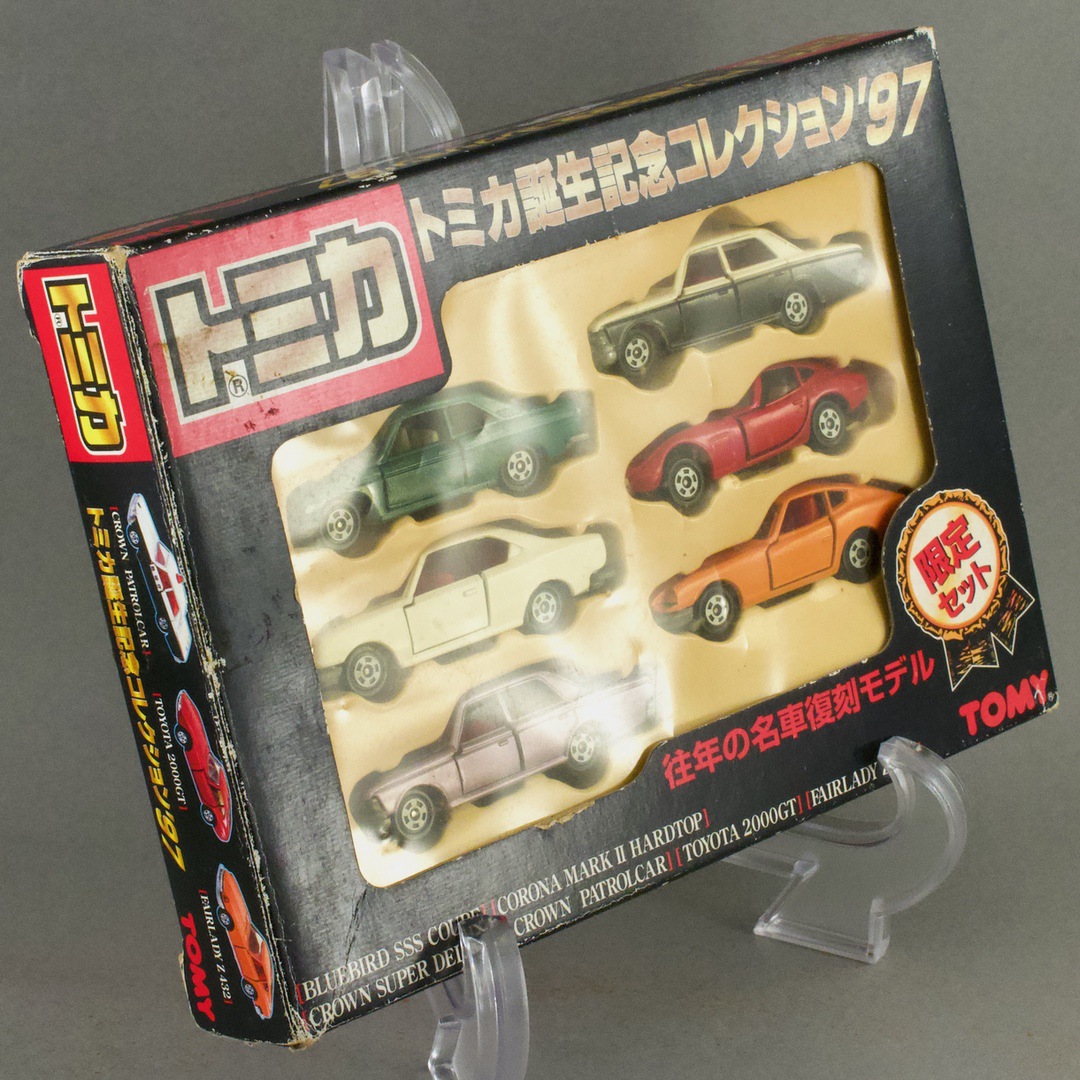 トミカ誕生記念コレクション'97
トミカ®
限定
セット
往年の名車復刻モデル
TOMY®
[BLUEBIRD SSS COUPE] [CORONA MARK II HARDTOP]
[CROWN SUPER DEL CROWN PATROLCAR] [TOYOTA 2000GT] [FAIRLADY Z
トミカ®
トミカ誕生記念コレクション'97
[CROWN PATROLCAR]
[TOYOTA 2000GT]
[FAIRLADY Z 432]
TOMY